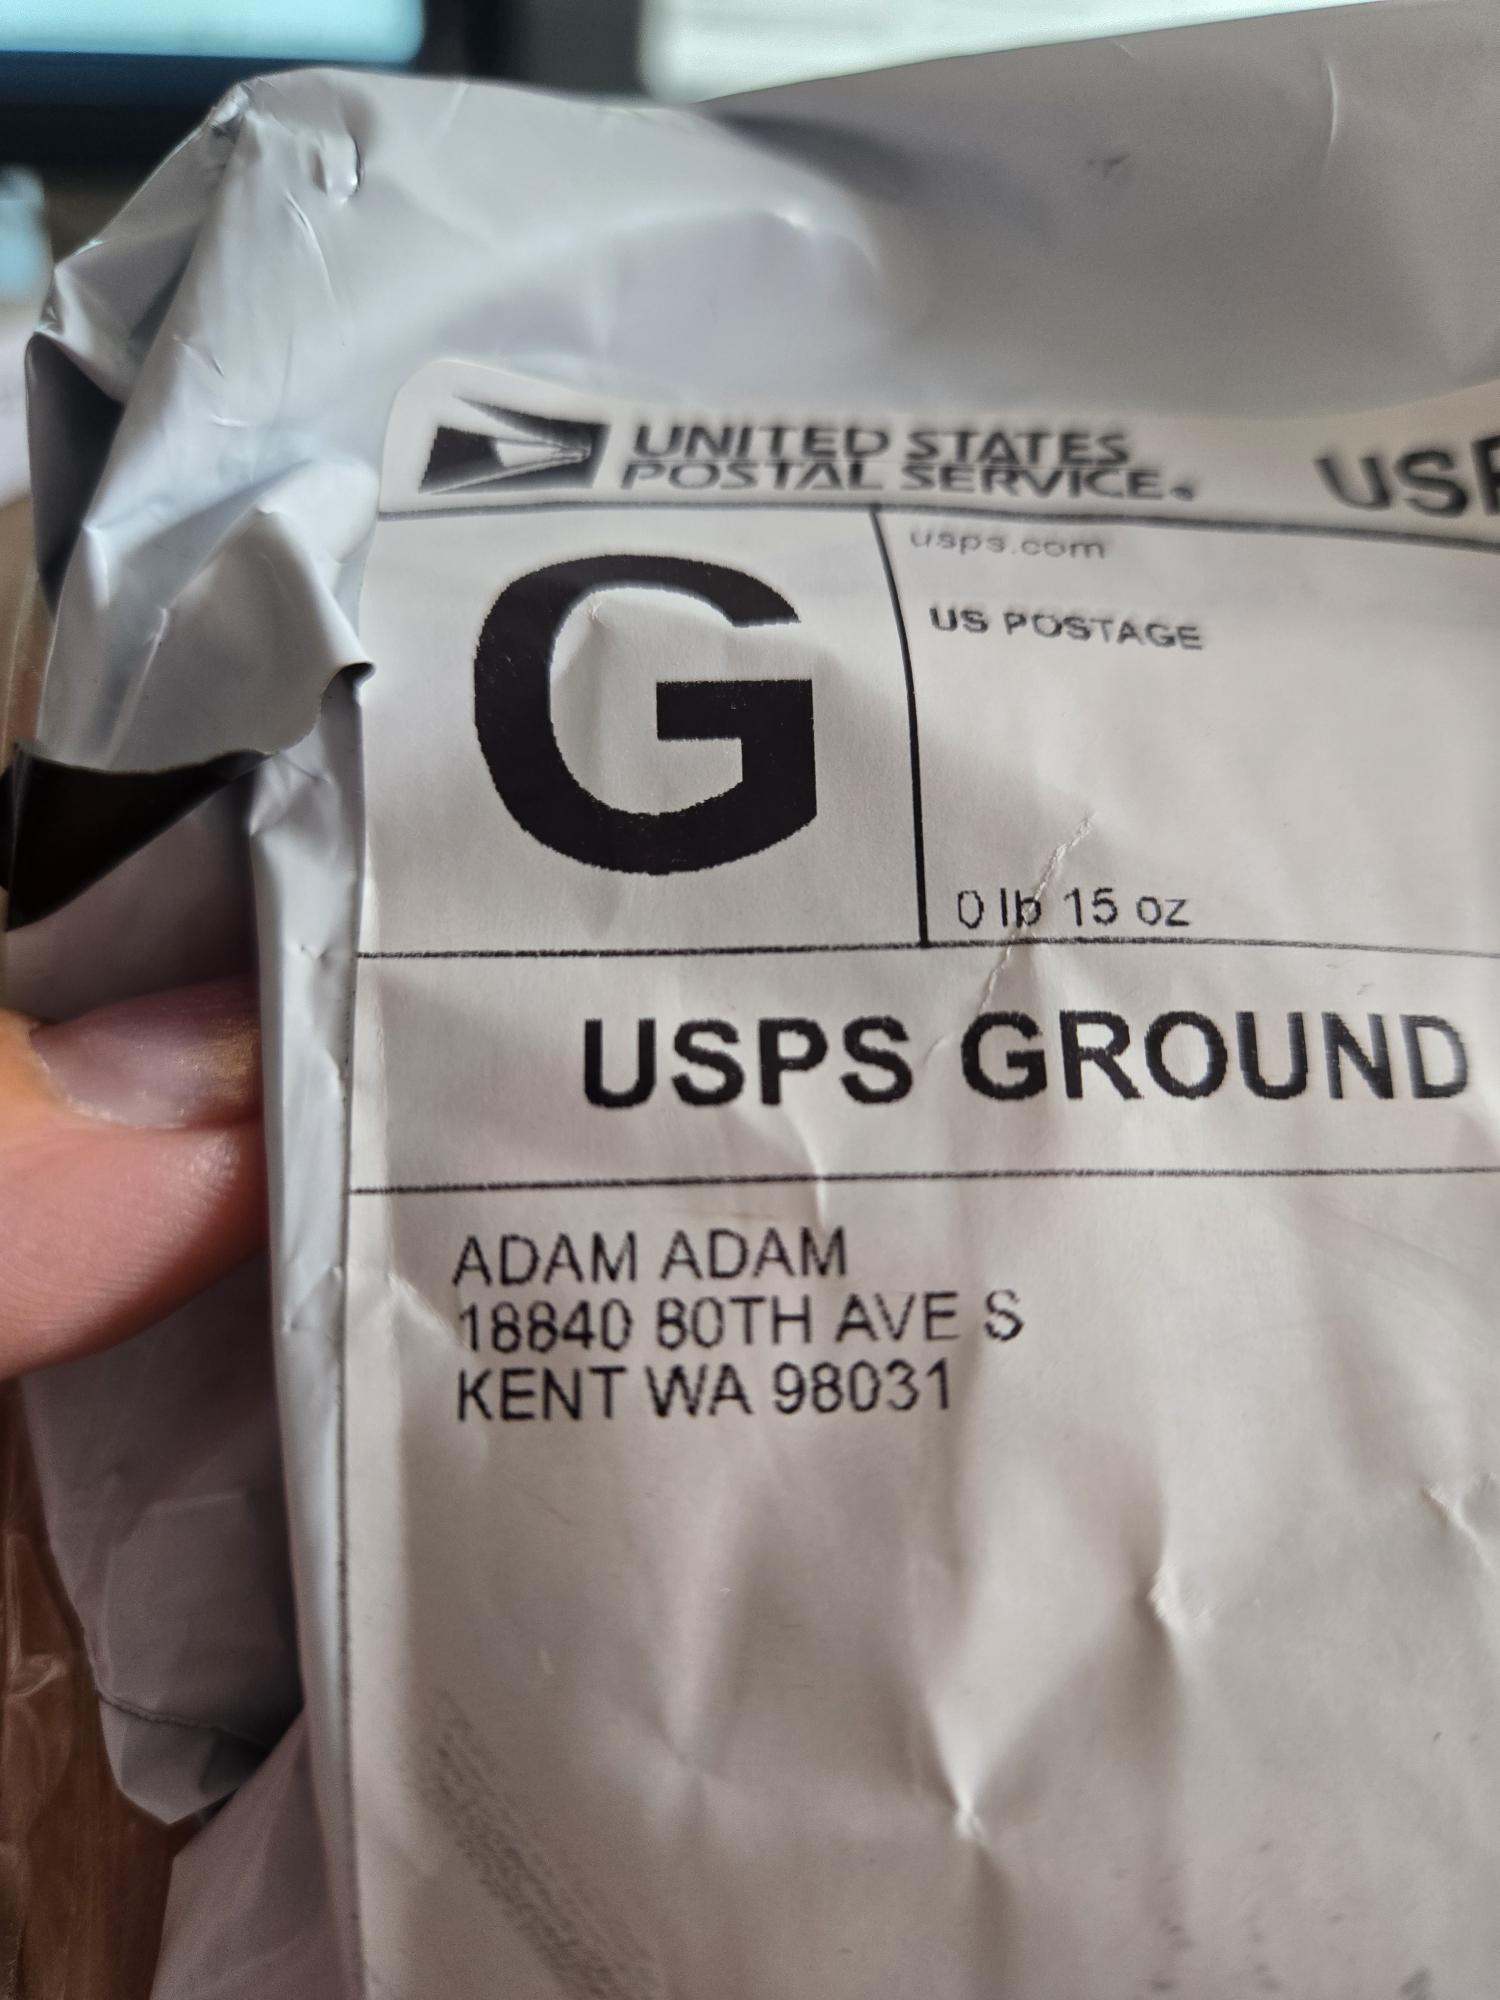 UNITED STATES
POSTAL SERVICE.
G
usps.com
US POSTAGE
0 lb 15 oz
USPS GROUND
ADAM ADAM
18840 80TH AVE S
KENT WA 98031